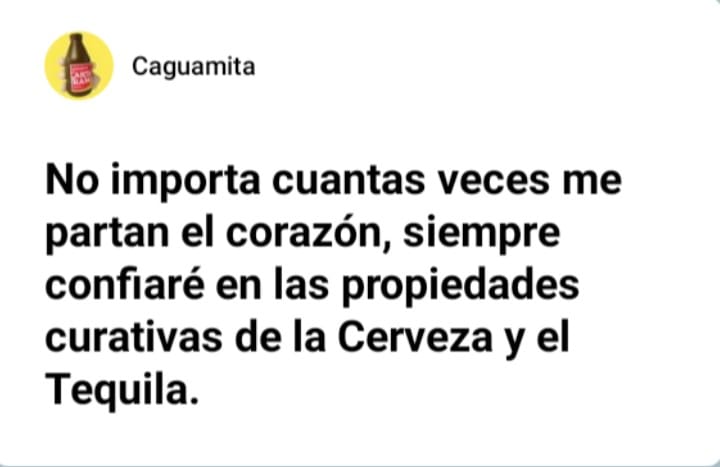 Caguamita
No importa cuantas veces me
partan el corazón, siempre
confiaré en las propiedades
curativas de la Cerveza y el
Tequila.